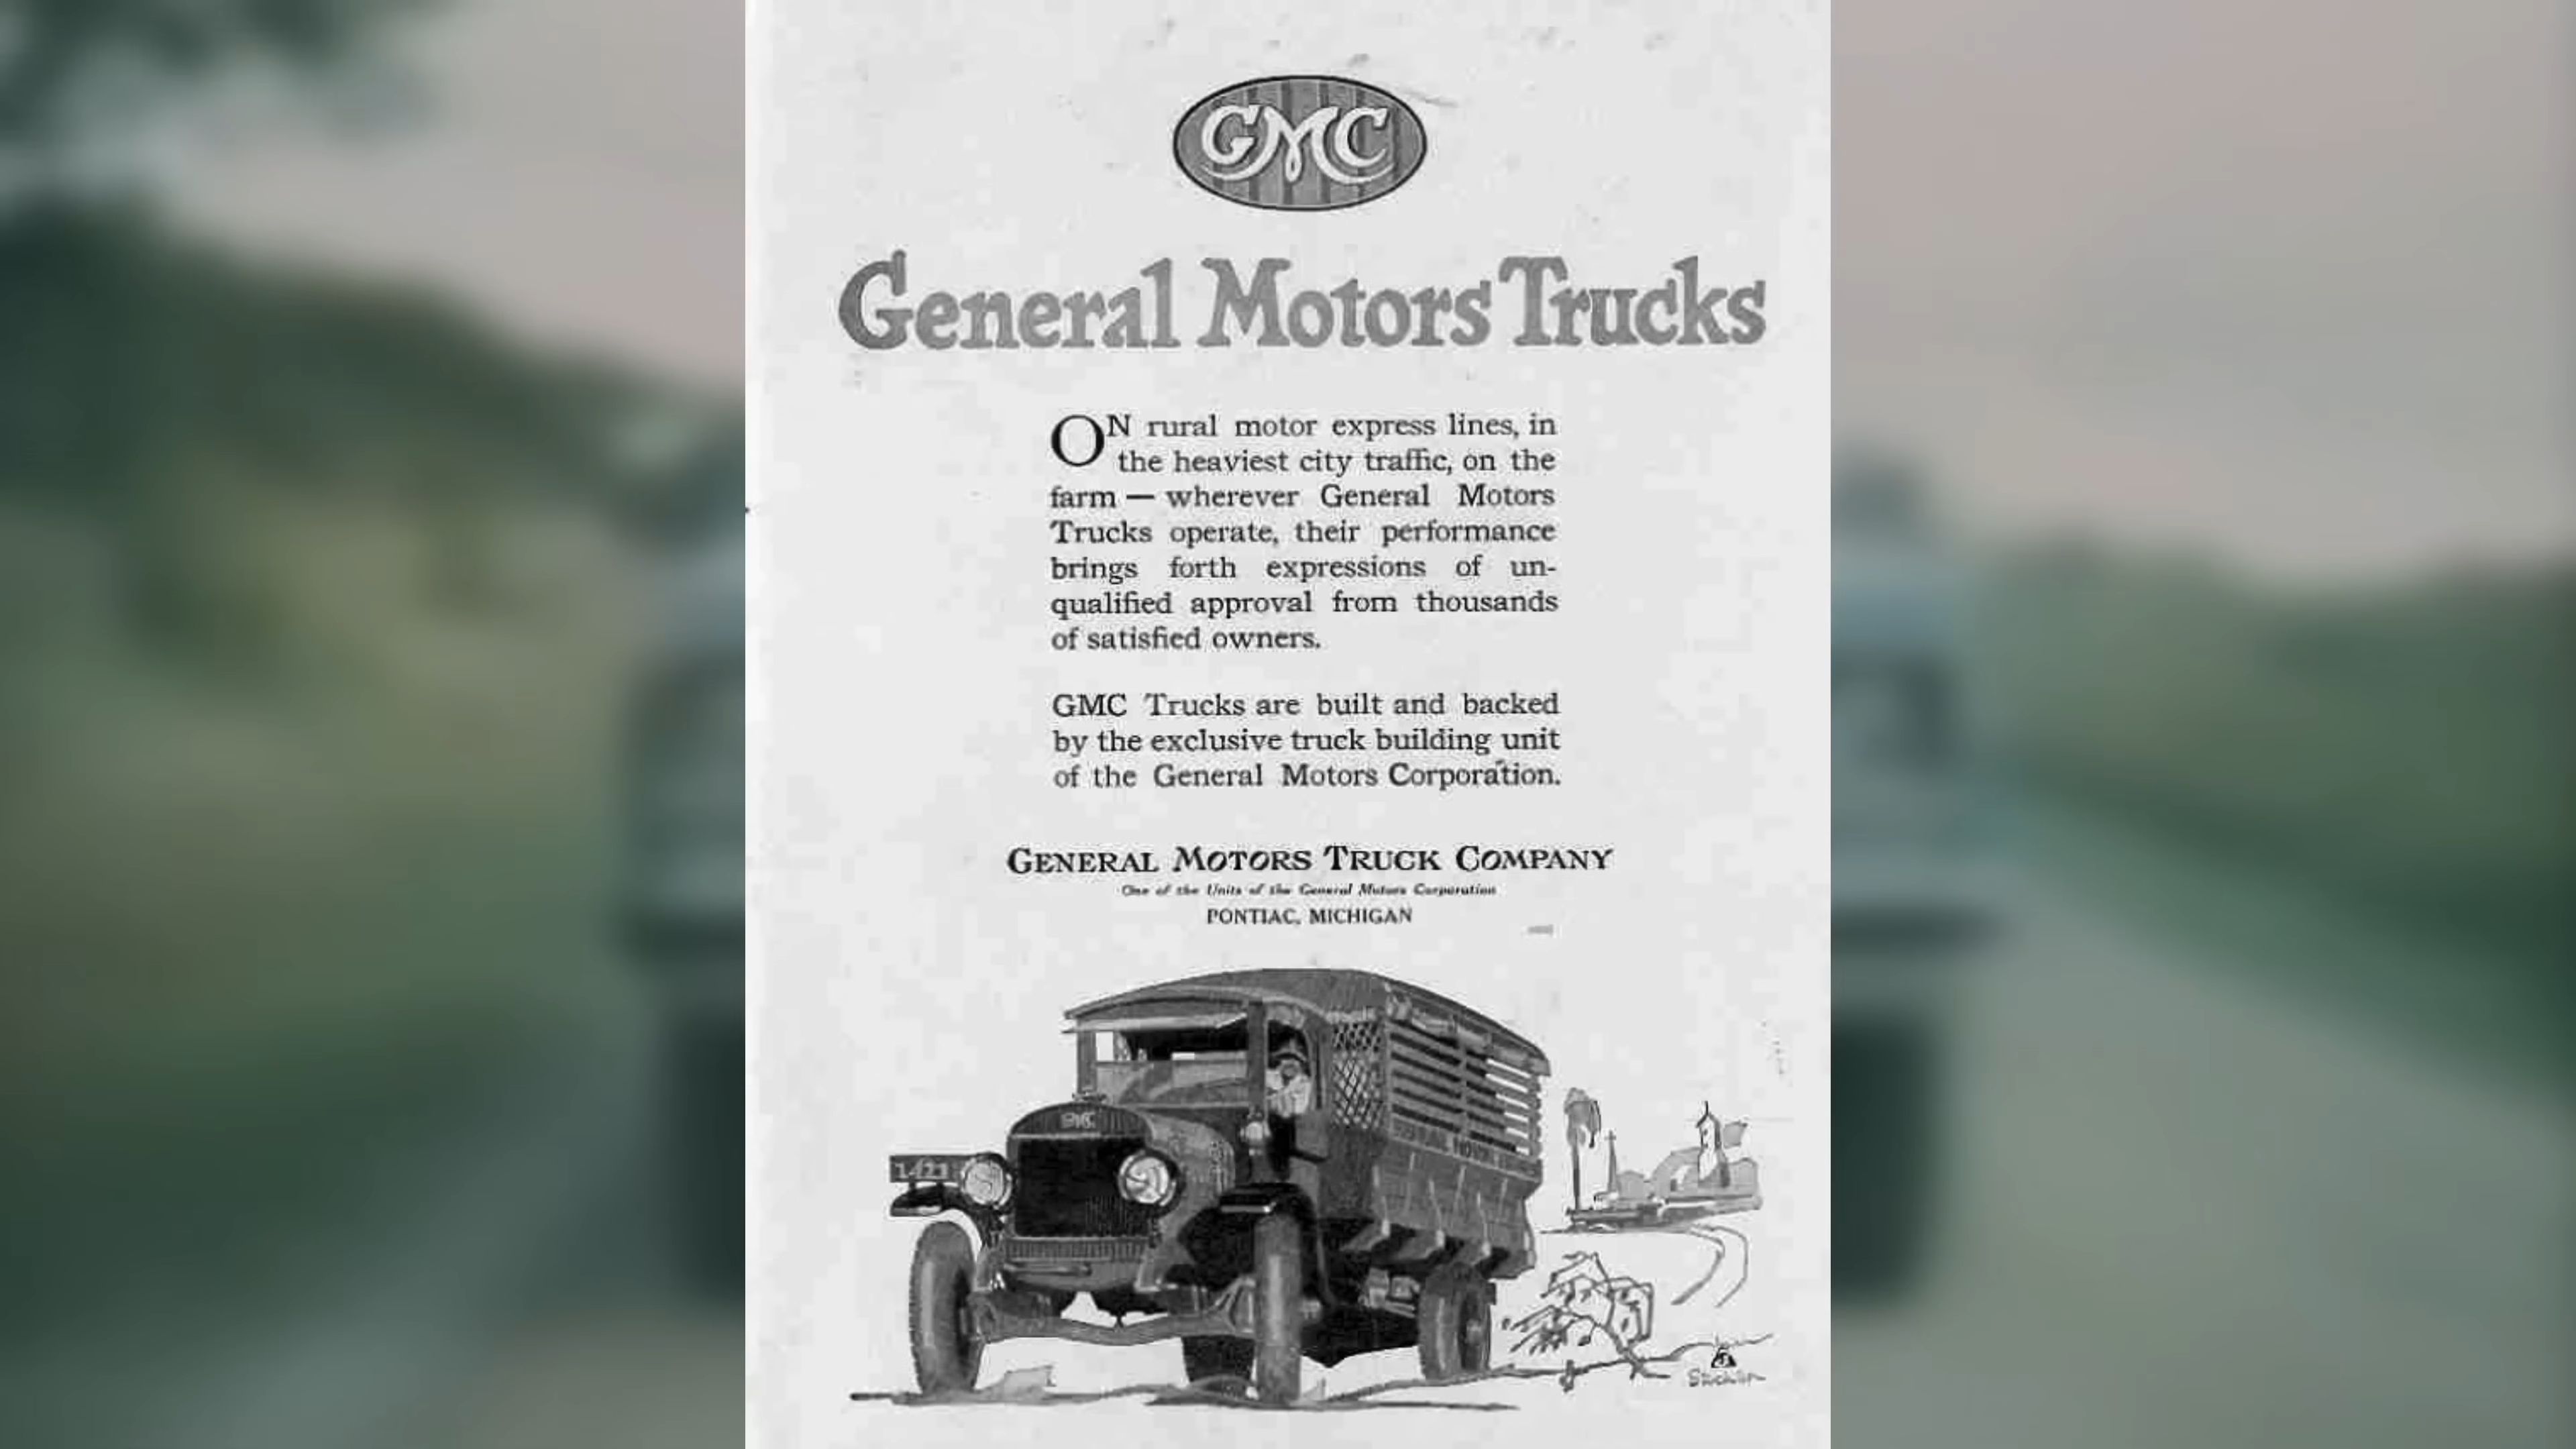 GMC
General Motors Trucks
ON rural motor express lines, in
the heaviest city traffic, on the
farm — wherever General Motors
Trucks operate, their performance
brings forth expressions of un-
qualified approval from thousands
of satisfied owners.
GMC Trucks are built and backed
by the exclusive truck building unit
of the General Motors Corporation.
GENERAL MOTORS TRUCK COMPANY
One of the Units of the General Motors Corporation
PONTIAC, MICHIGAN
GMC